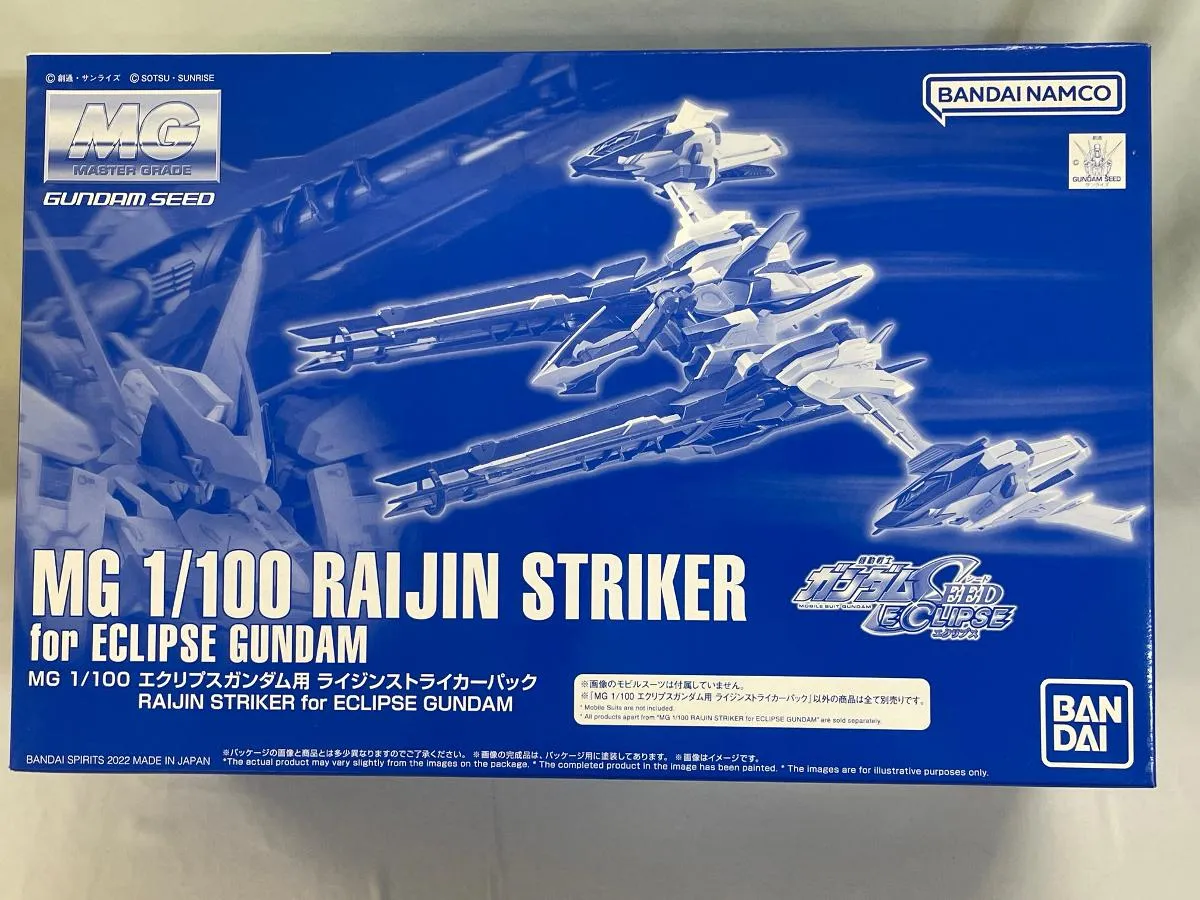 © 創通・サンライズ © SOTSU・SUNRISE
MG
MASTER GRADE
GUNDAM SEED
BANDAI NAMCO
創通
©
GUNDAM SEED
サンライズ
MG 1/100 RAIJIN STRIKER
for ECLIPSE GUNDAM
MG 1/100 エクリプスガンダム用 ライジンストライカーパック
RAIJIN STRIKER for ECLIPSE GUNDAM
機動戦士
ガンダムSEED
シード
MOBILE SUIT GUNDAM
ECLIPSE
エクリプス
※画像のモビルスーツは付属していません。
※『MG 1/100 エクリプスガンダム用 ライジンストライカーパック』以外の商品は全て別売りです。
* Mobile Suits are not included.
* All products apart from "MG 1/100 RAIJIN STRIKER for ECLIPSE GUNDAM" are sold separately.
BAN
DAI
BANDAI SPIRITS 2022 MADE IN JAPAN
※パッケージの画像と商品とは多少異なりますのでご了承ください。 ※画像の完成品は、パッケージ用に塗装してあります。 ※画像はイメージです。
*The actual product may vary slightly from the images on the package. * The completed product in the image has been painted. * The images are for illustrative purposes only.